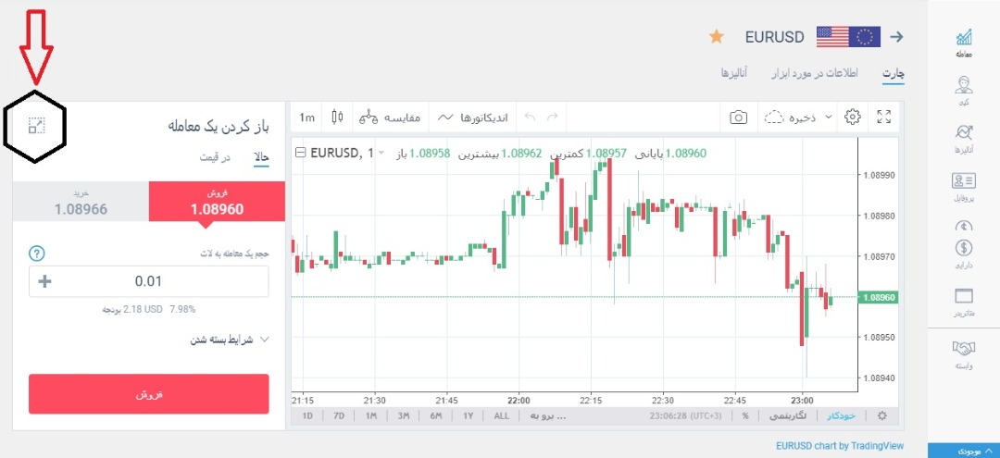 EURUSD
چارت
اطلاعات در مورد ابزار
آنالیزها
معامله
کپی
آنالیزها
پروفایل
دارایی
متاتریدر
وابسته
موجودی
باز کردن یک معامله
حالا
در قیمت
فروش
1.08960
خرید
1.08966
حجم یک معامله به لات
?
0.01
بودجه 2.18 USD 7.98%
شرایط بسته شدن
فروش
1m
مقایسه
اندیکاتورها
ذخیره
EURUSD, 1
باز 1.08958 بیشترین 1.08962 کمترین 1.08957 پایانی 1.08960
1.08990
1.08980
1.08970
1.08960
1.08950
1.08940
21:15 21:30 21:45 22:00 22:15 22:30 22:45 23:00
1D 7D 1M 3M 6M 1Y ALL برو به ... 23:06:28 (UTC+3) % لگاریتمی خودکار
EURUSD chart by TradingView